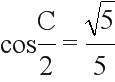 cos C/2 = √5/5